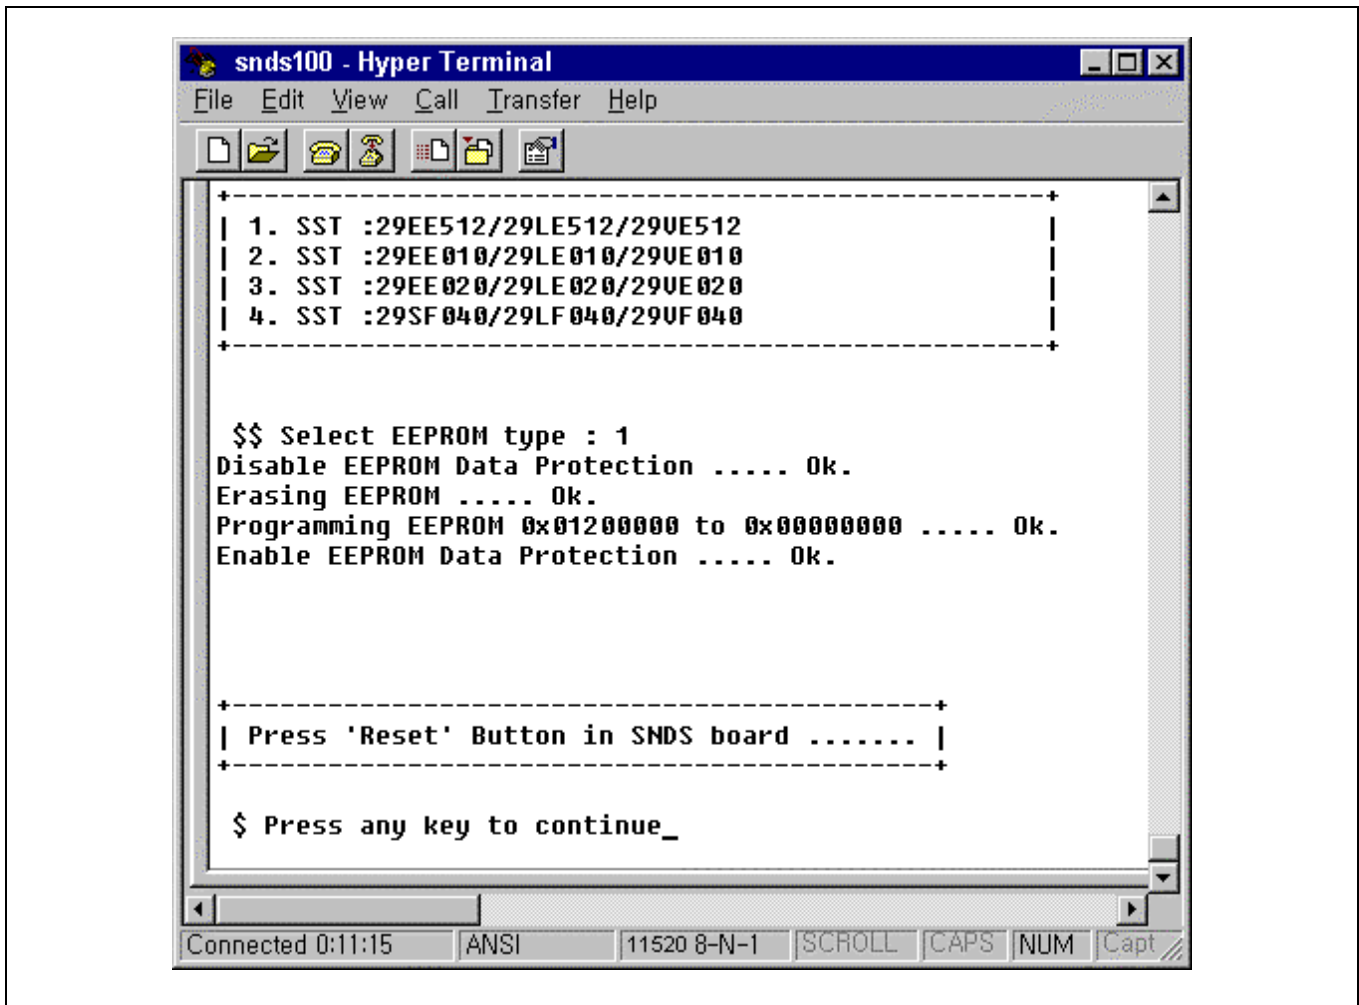 snds100 - Hyper Terminal
File Edit View Call Transfer Help
+---------------------------------------------------+
| 1. SST :29EE512/29LE512/29VE512 |
| 2. SST :29EE010/29LE010/29VE010 |
| 3. SST :29EE020/29LE020/29VE020 |
| 4. SST :29SF040/29LF040/29VF040 |
+---------------------------------------------------+
$$ Select EEPROM type : 1
Disable EEPROM Data Protection ..... Ok.
Erasing EEPROM ..... Ok.
Programming EEPROM 0x01200000 to 0x00000000 ..... Ok.
Enable EEPROM Data Protection ..... Ok.
+--------------------------------------------+
| Press 'Reset' Button in SNDS board ....... |
+--------------------------------------------+
$ Press any key to continue_
Connected 0:11:15 ANSI 11520 8-N-1 SCROLL CAPS NUM Capt